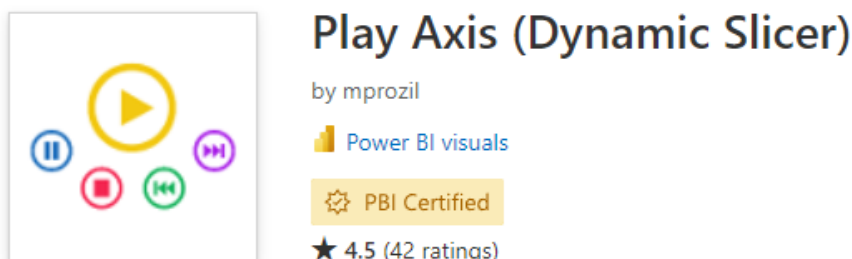 Play Axis (Dynamic Slicer)
by mprozil
Power BI visuals
PBI Certified
★ 4.5 (42 ratings)